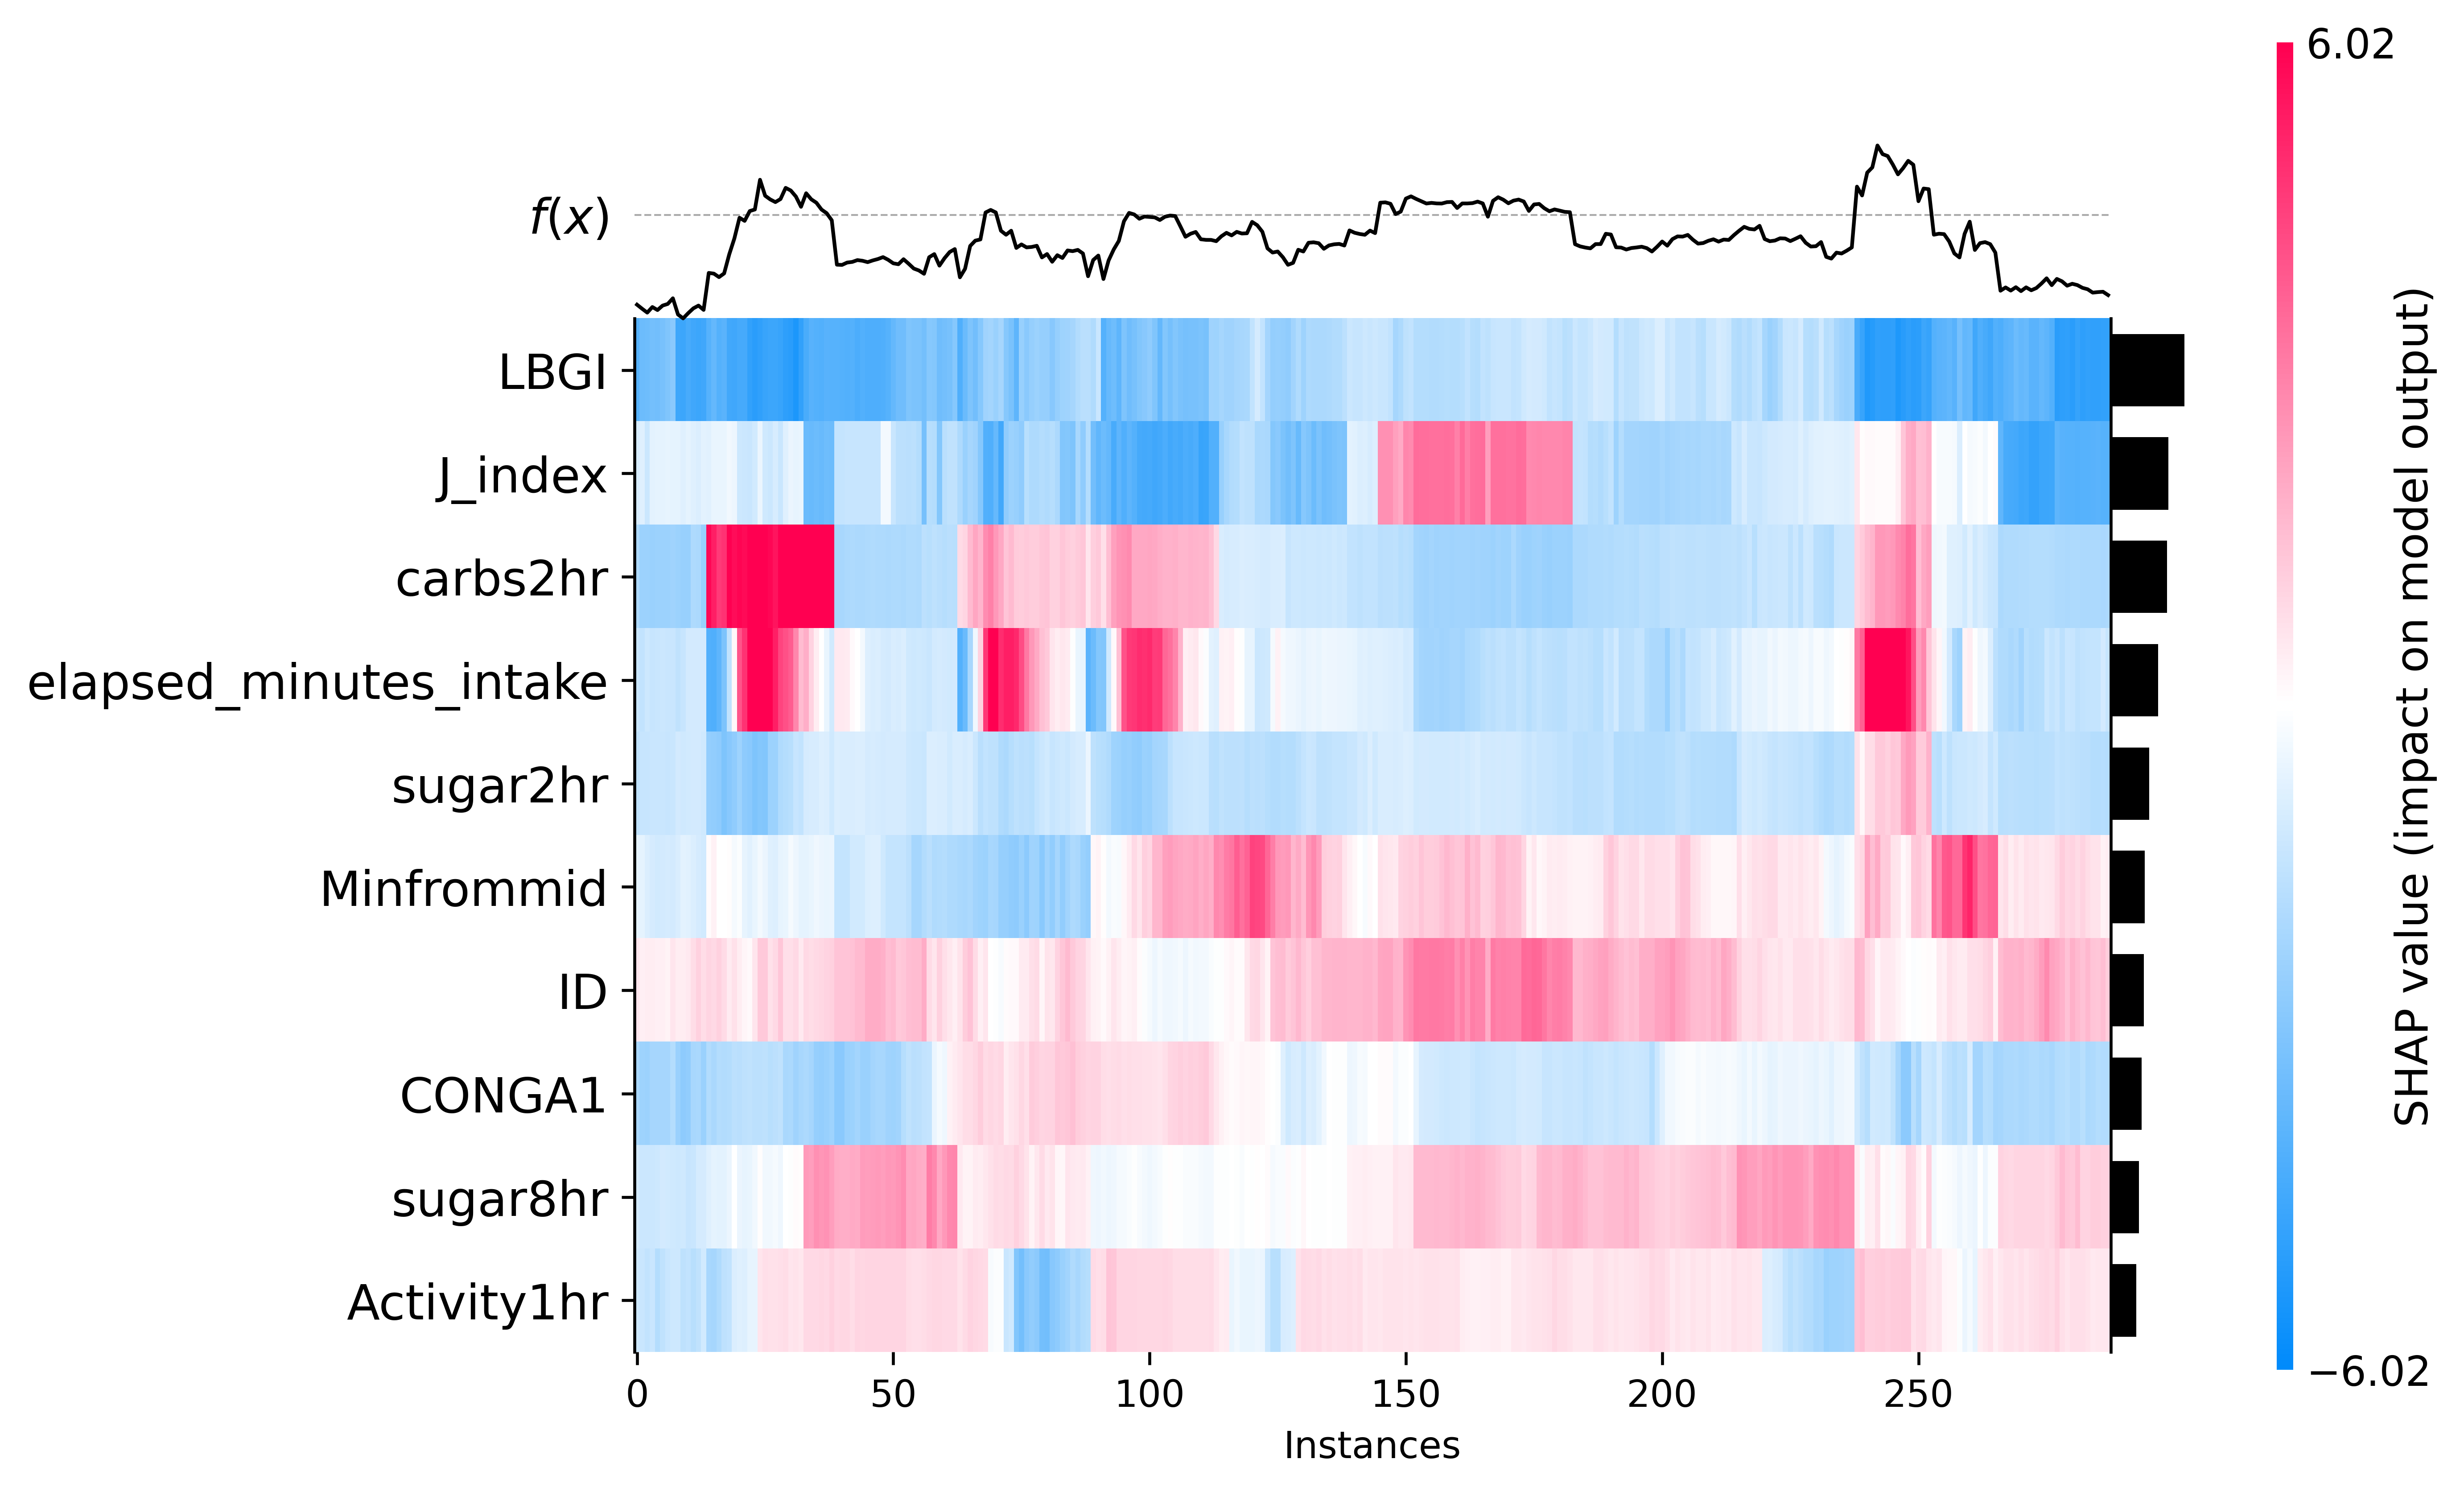 6.02
f(x)
LBGI
J_index
carbs2hr
elapsed_minutes_intake
sugar2hr
Minfrommid
ID
CONGA1
sugar8hr
Activity1hr
0 50 100 150 200 250
Instances
SHAP value (impact on model output)
−6.02